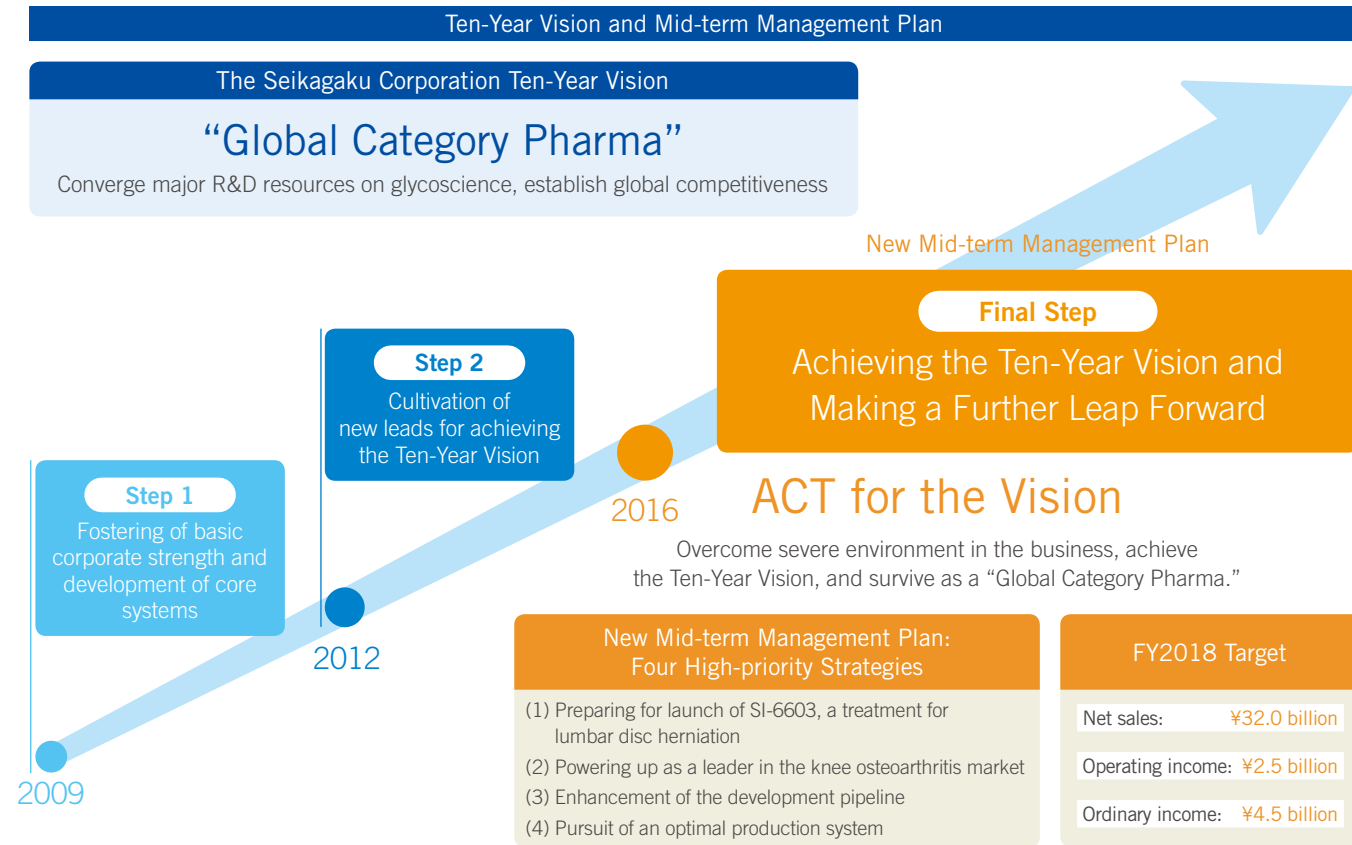 Ten-Year Vision and Mid-term Management Plan
The Seikagaku Corporation Ten-Year Vision
“Global Category Pharma”
Converge major R&D resources on glycoscience, establish global competitiveness
New Mid-term Management Plan
Final Step
Achieving the Ten-Year Vision and
Making a Further Leap Forward
Step 2
Cultivation of
new leads for achieving
the Ten-Year Vision
Step 1
Fostering of basic
corporate strength and
development of core
systems
2009
2012
2016
ACT for the Vision
Overcome severe environment in the business, achieve
the Ten-Year Vision, and survive as a “Global Category Pharma.”
New Mid-term Management Plan:
Four High-priority Strategies
(1) Preparing for launch of SI-6603, a treatment for
lumbar disc herniation
(2) Powering up as a leader in the knee osteoarthritis market
(3) Enhancement of the development pipeline
(4) Pursuit of an optimal production system
FY2018 Target
Net sales: ¥32.0 billion
Operating income: ¥2.5 billion
Ordinary income: ¥4.5 billion